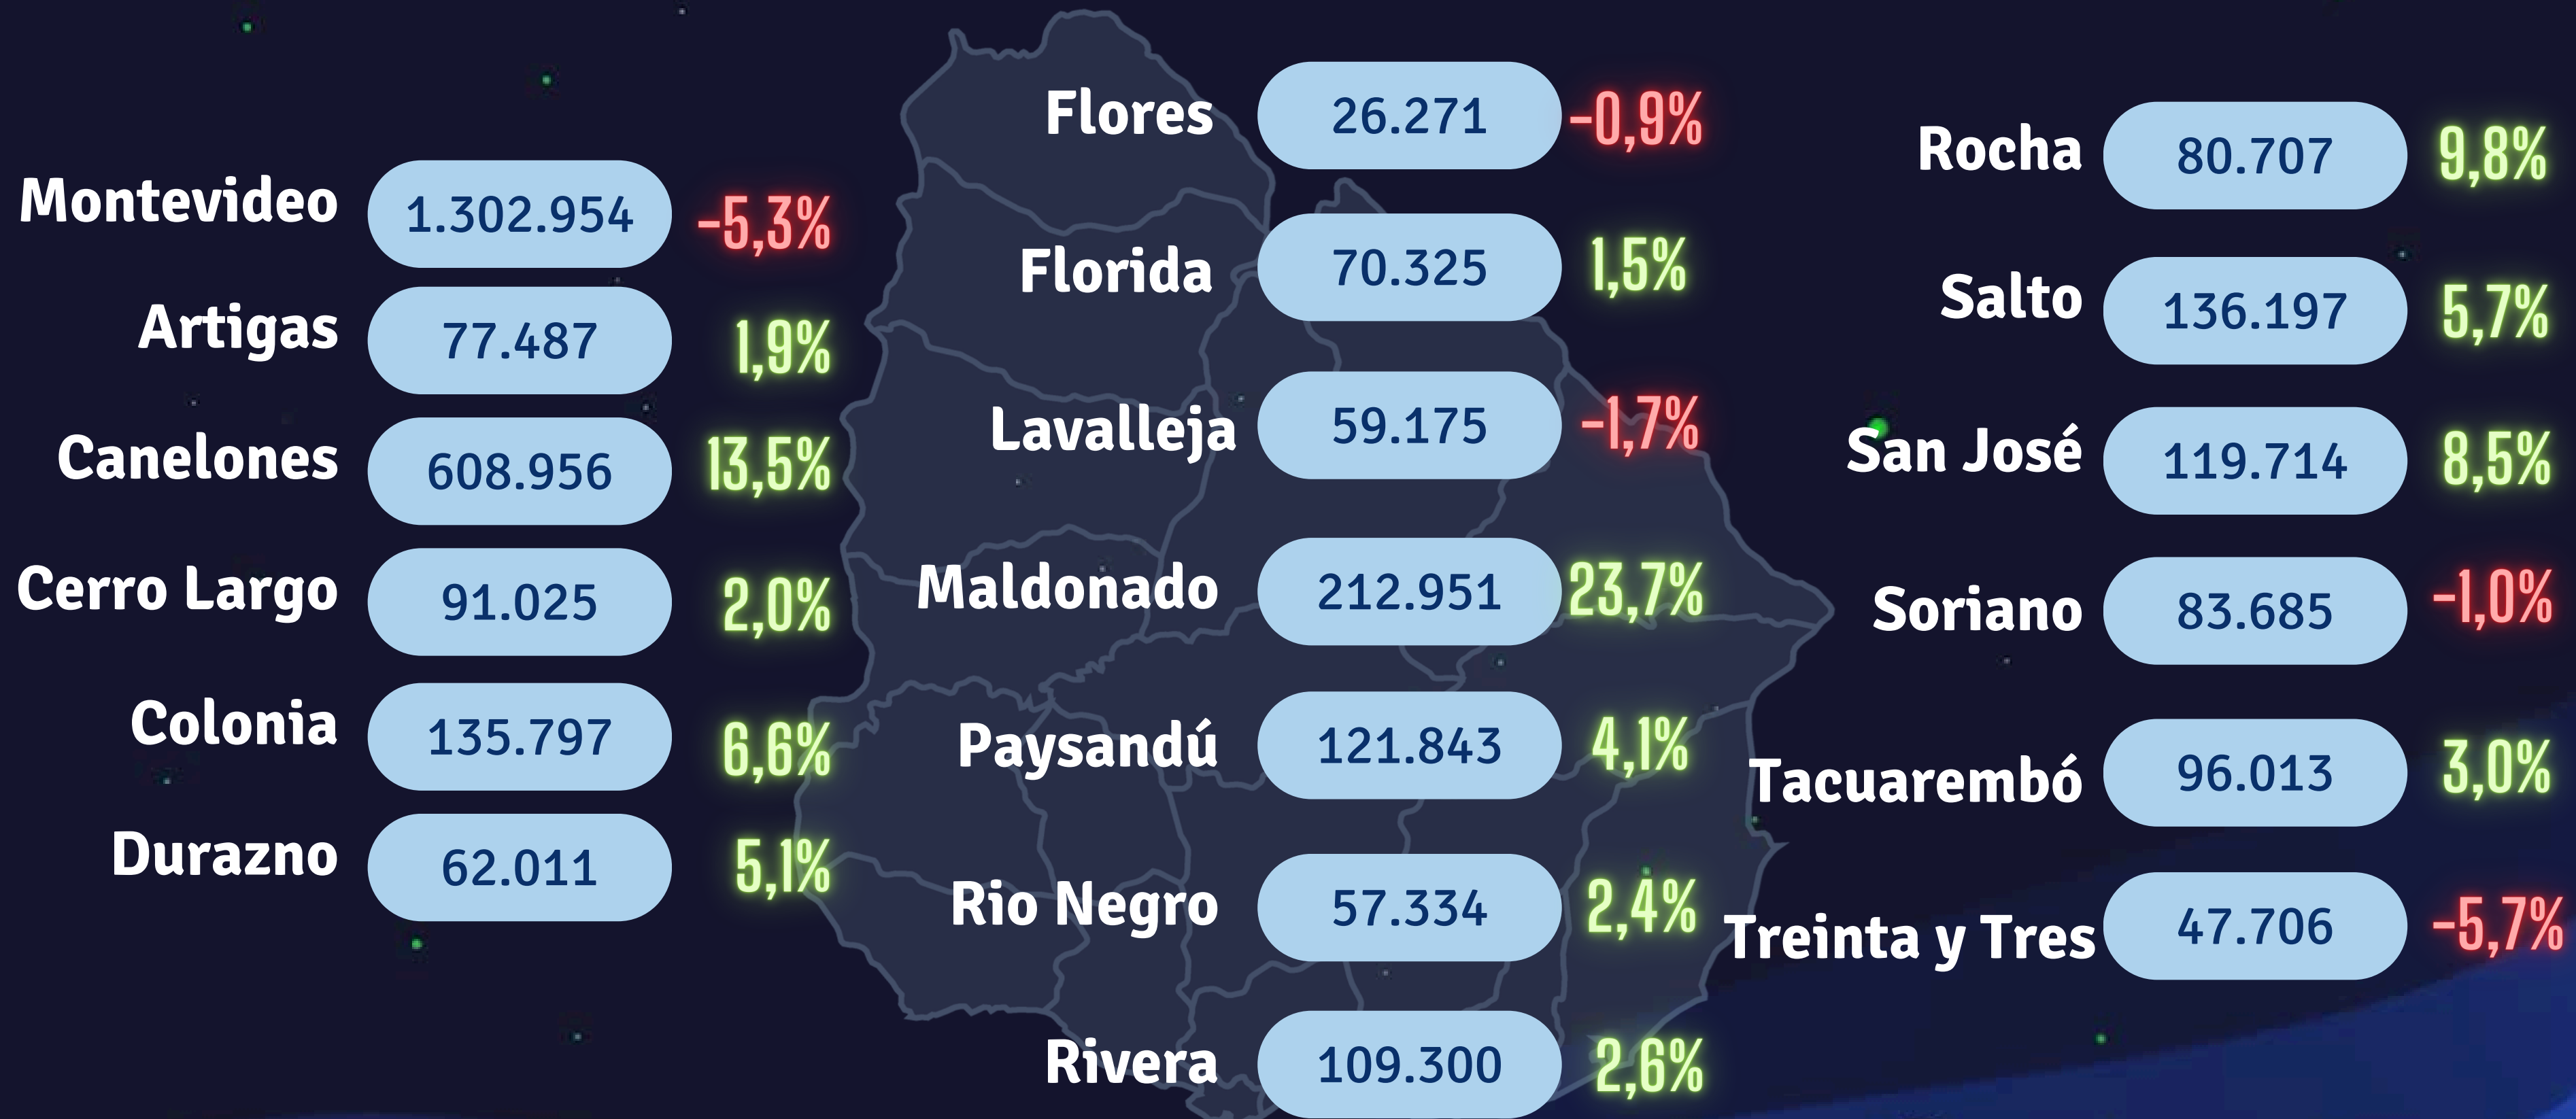 Montevideo 1.302.954 -5,3%
Artigas 77.487 1,9%
Canelones 608.956 13,5%
Cerro Largo 91.025 2,0%
Colonia 135.797 6,6%
Durazno 62.011 5,1%
Flores 26.271 -0,9%
Florida 70.325 1,5%
Lavalleja 59.175 -1,7%
Maldonado 212.951 23,7%
Paysandú 121.843 4,1%
Rio Negro 57.334 2,4%
Rivera 109.300 2,6%
Rocha 80.707 9,8%
Salto 136.197 5,7%
San José 119.714 8,5%
Soriano 83.685 -1,0%
Tacuarembó 96.013 3,0%
Treinta y Tres 47.706 -5,7%